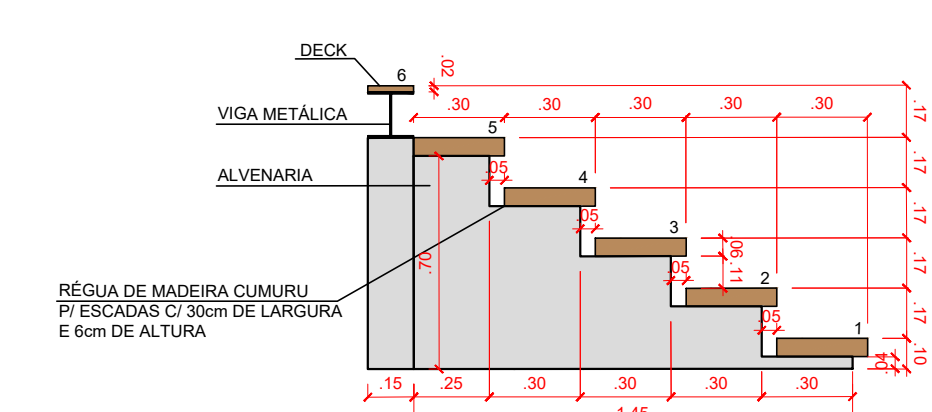 DECK
6
.02
.30 .30 .30 .30 .30
.17
VIGA METÁLICA
5
.17
ALVENARIA
.05
4
.17
.05
3
.06
.17
.70
.05
.11
2
RÉGUA DE MADEIRA CUMURU
P/ ESCADAS C/ 30cm DE LARGURA
E 6cm DE ALTURA
.05
.17
1
.10
.04
.15 .25 .30 .30 .30 .30
1.45